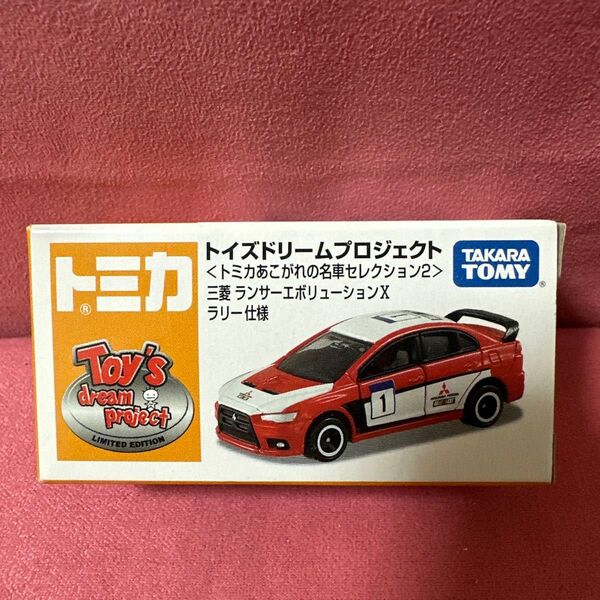 トミカ
®
トイズドリームプロジェクト
＜トミカあこがれの名車セレクション2＞
三菱 ランサーエボリューションX
ラリー仕様
TAKARA
TOMY
®
Toy's
dream
project
LIMITED EDITION
1